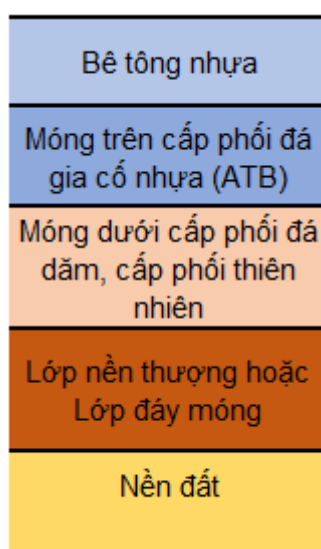 Bê tông nhựa
Móng trên cấp phối đá
gia cố nhựa (ATB)
Móng dưới cấp phối đá
dăm, cấp phối thiên
nhiên
Lớp nền thượng hoặc
Lớp đáy móng
Nền đất